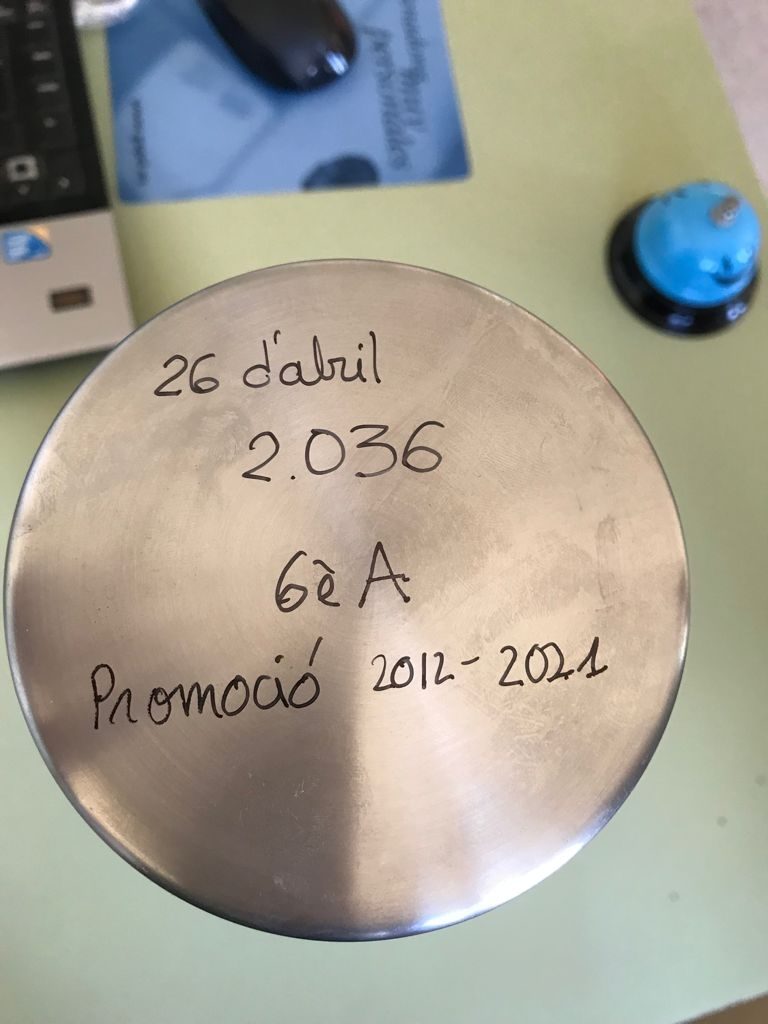 26 d'abril
2.036
6è A
Promoció 2012-2021